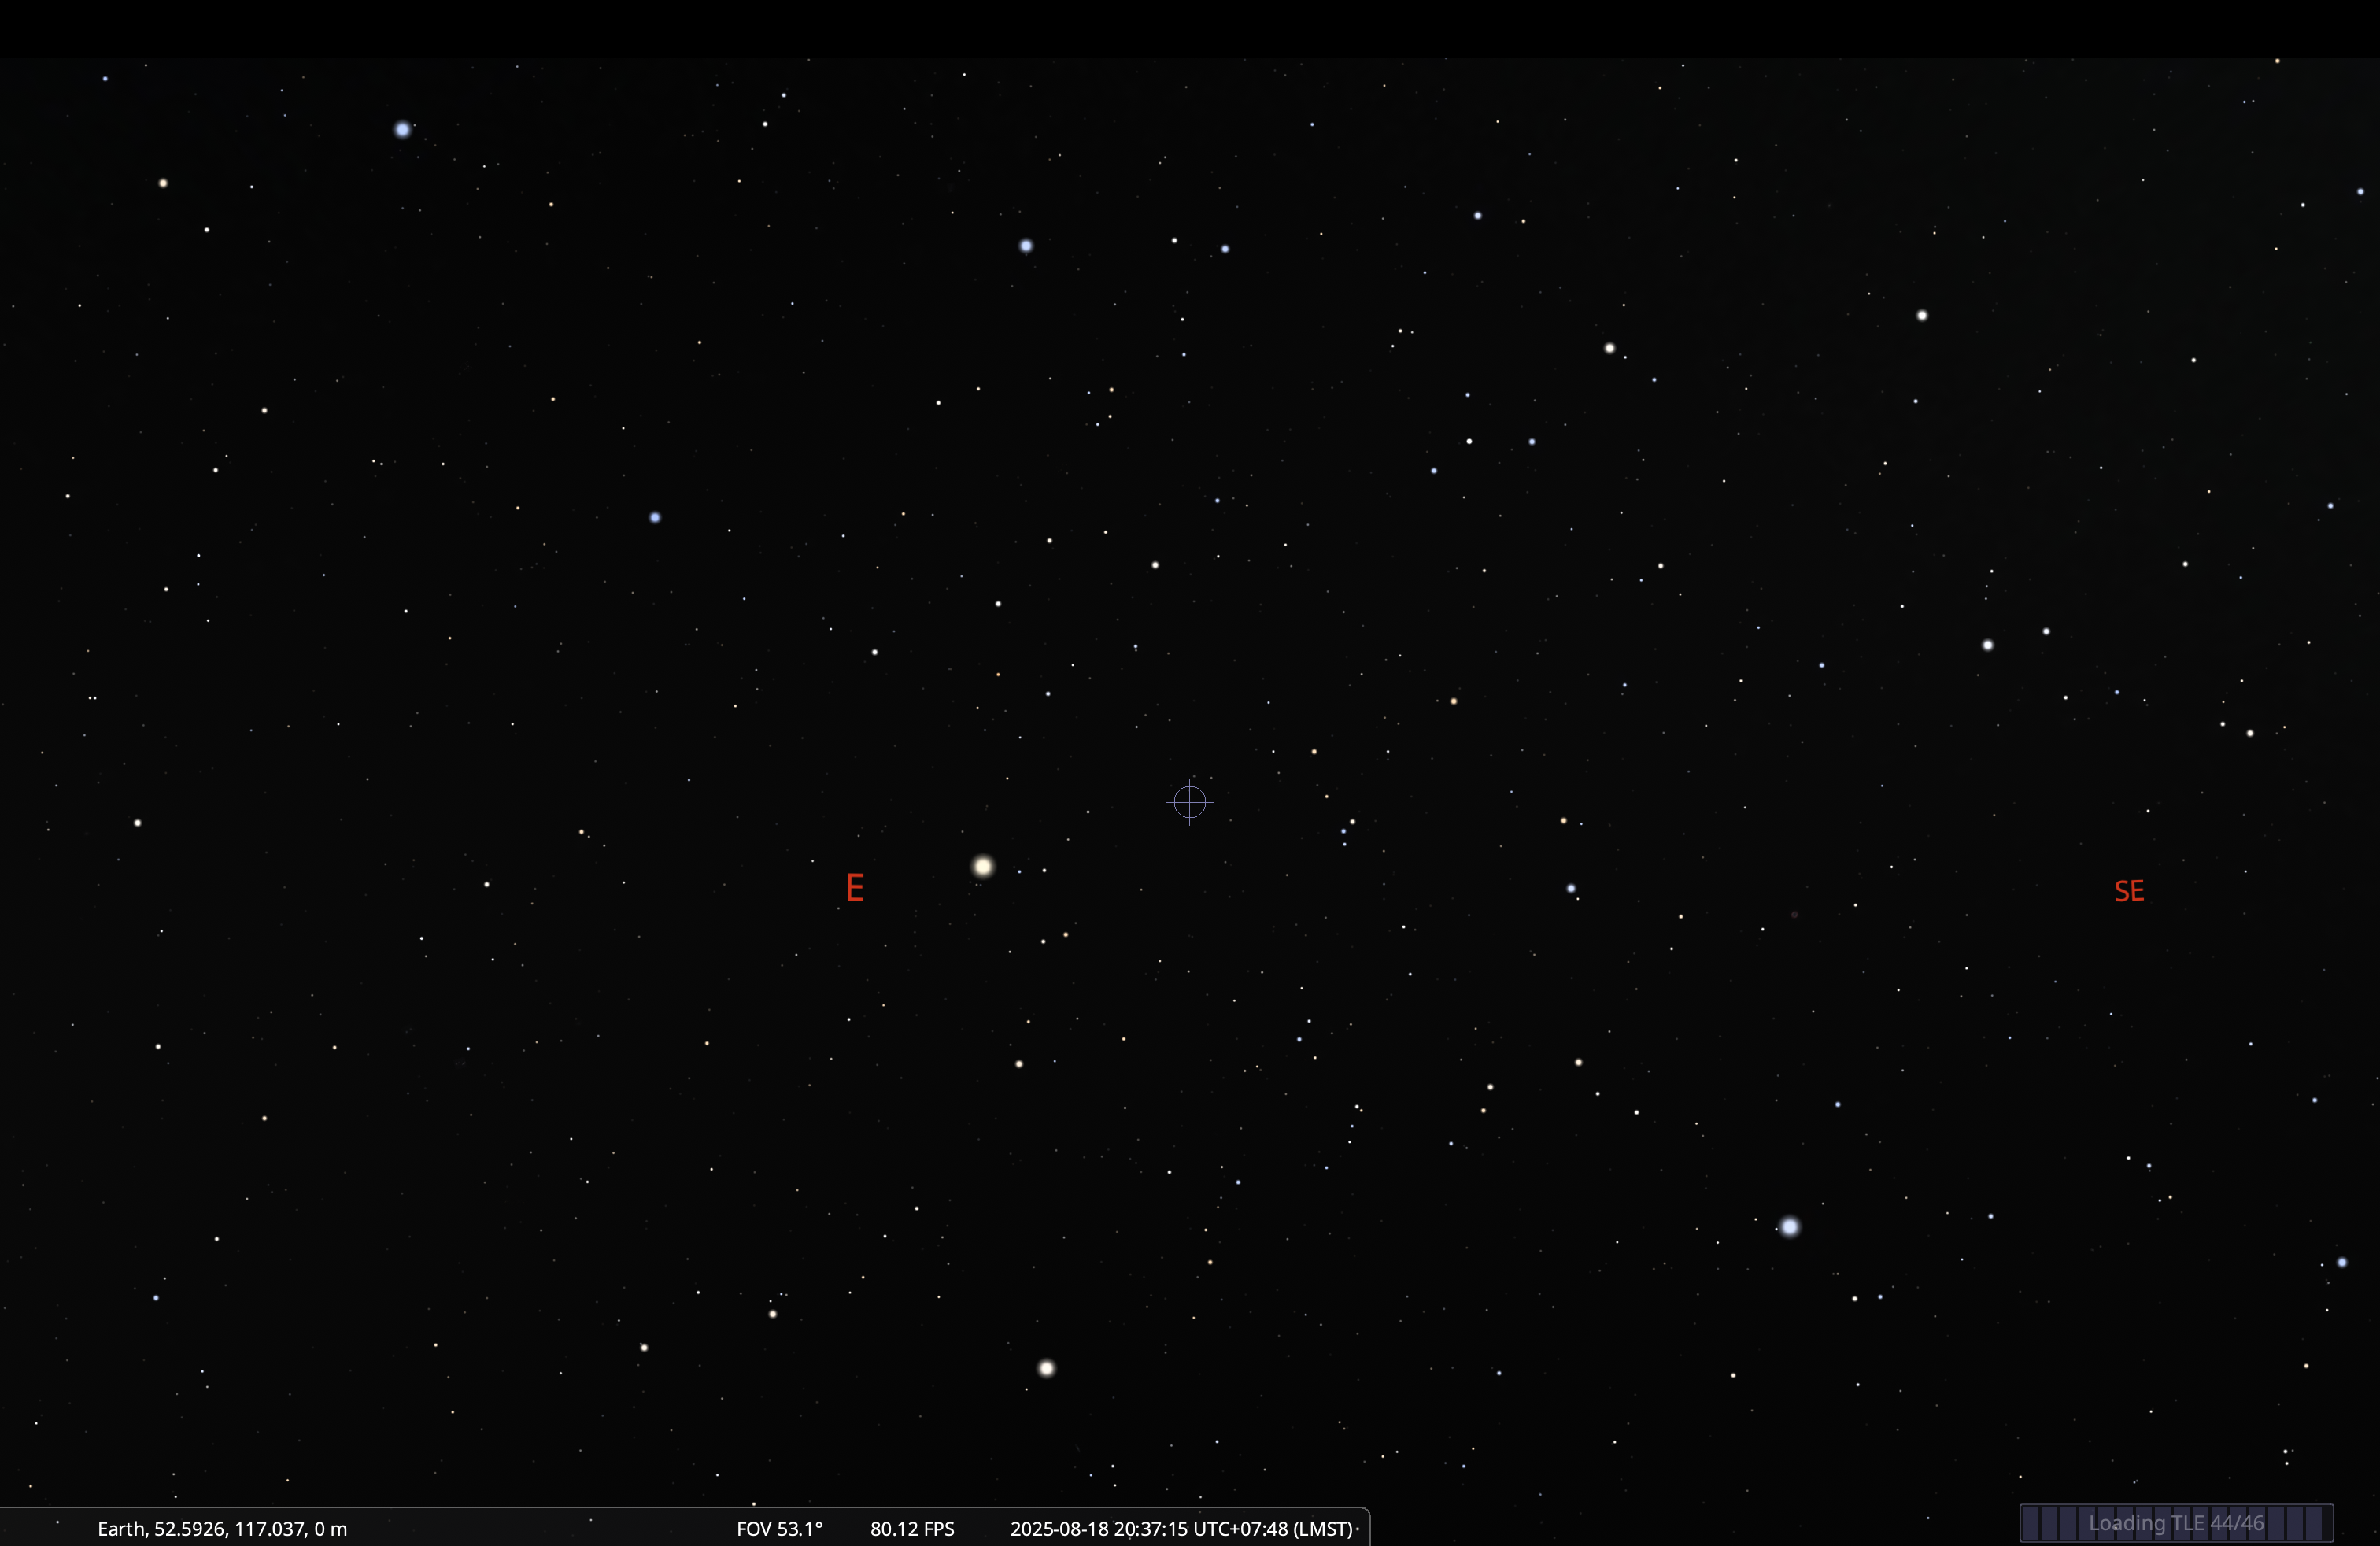 E
SE
Earth, 52.5926, 117.037, 0 m
FOV 53.1°
80.12 FPS
2025-08-18 20:37:15 UTC+07:48 (LMST)
Loading TLE 44/46